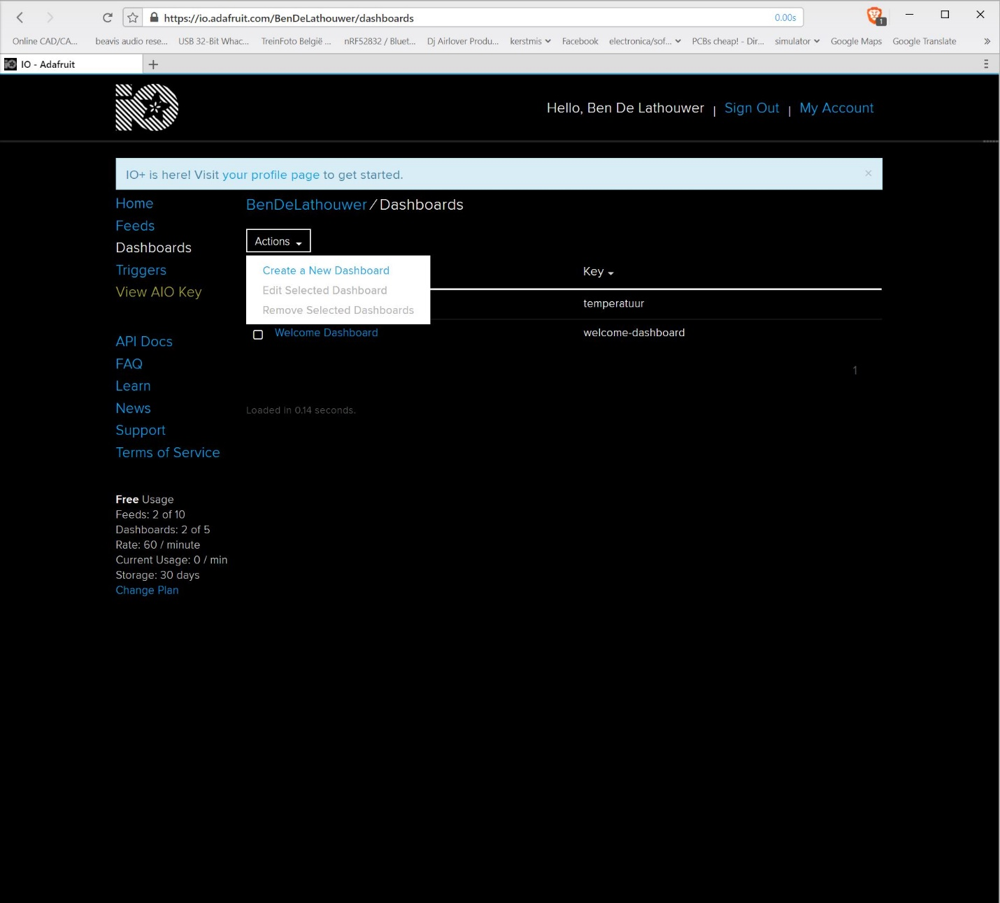 https://io.adafruit.com/BenDeLathouwer/dashboards 0.00s 1
Online CAD/CA... beavis audio rese... USB 32-Bit Whac... TreinFoto België ... nRF52832 / Bluet... Dj Airlover Produ... kerstmis Facebook electronica/sof... PCBs cheap! - Dir... simulator Google Maps Google Translate »
IO - Adafruit
iO
Hello, Ben De Lathouwer | Sign Out | My Account
IO+ is here! Visit your profile page to get started. ×
Home
Feeds
Dashboards
Triggers
View AIO Key
API Docs
FAQ
Learn
News
Support
Terms of Service
Free Usage
Feeds: 2 of 10
Dashboards: 2 of 5
Rate: 60 / minute
Current Usage: 0 / min
Storage: 30 days
Change Plan
BenDeLathouwer / Dashboards
Actions
Create a New Dashboard
Edit Selected Dashboard
Remove Selected Dashboards
Key
temperatuur
Welcome Dashboard welcome-dashboard
1
Loaded in 0.14 seconds.